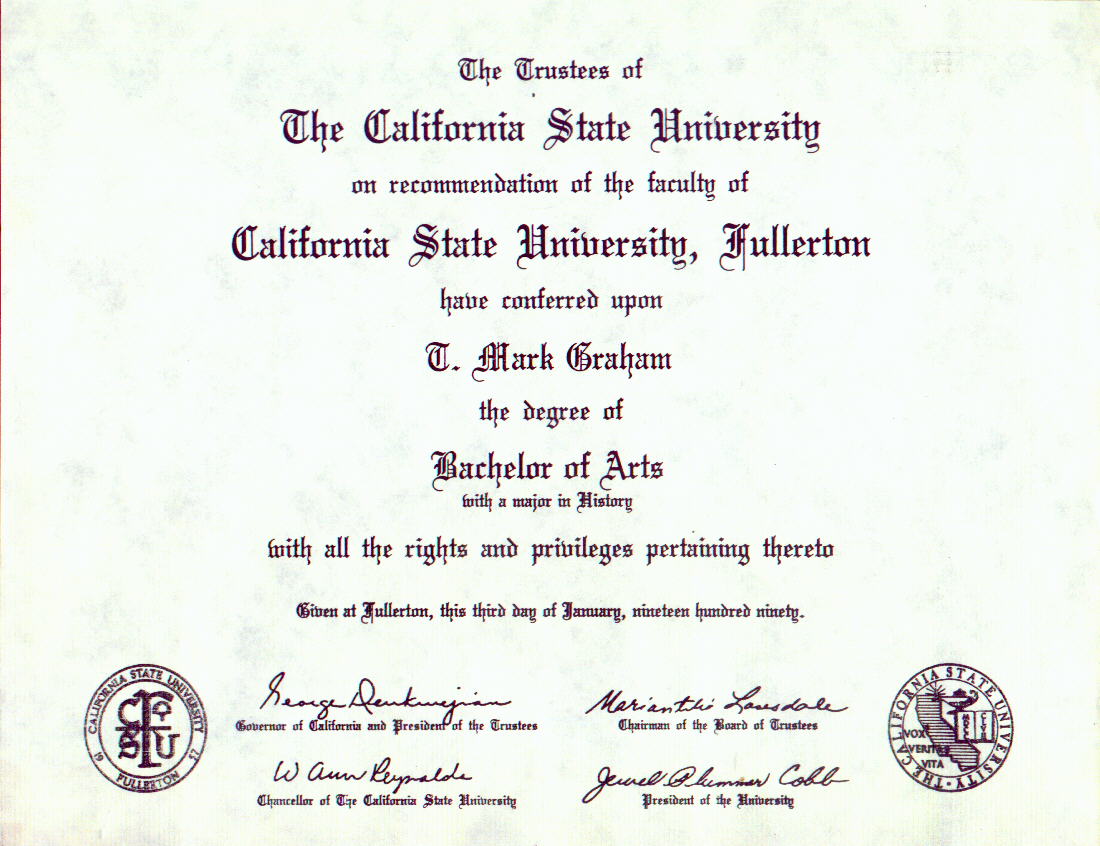 The Trustees of
The California State University
on recommendation of the faculty of
California State University, Fullerton
have conferred upon
T. Mark Graham
the degree of
Bachelor of Arts
with a major in History
with all the rights and privileges pertaining thereto
Given at Fullerton, this third day of January, nineteen hundred ninety.
George Deukmejian
Governor of California and President of the Trustees
Marianthi Lansdale
Chairman of the Board of Trustees
W Ann Reynolds
Chancellor of The California State University
Jewel Plummer Cobb
President of the University
CALIFORNIA STATE UNIVERSITY
FULLERTON
19 57
CSU
THE CALIFORNIA STATE UNIVERSITY
VOX
VERITAS
VITA